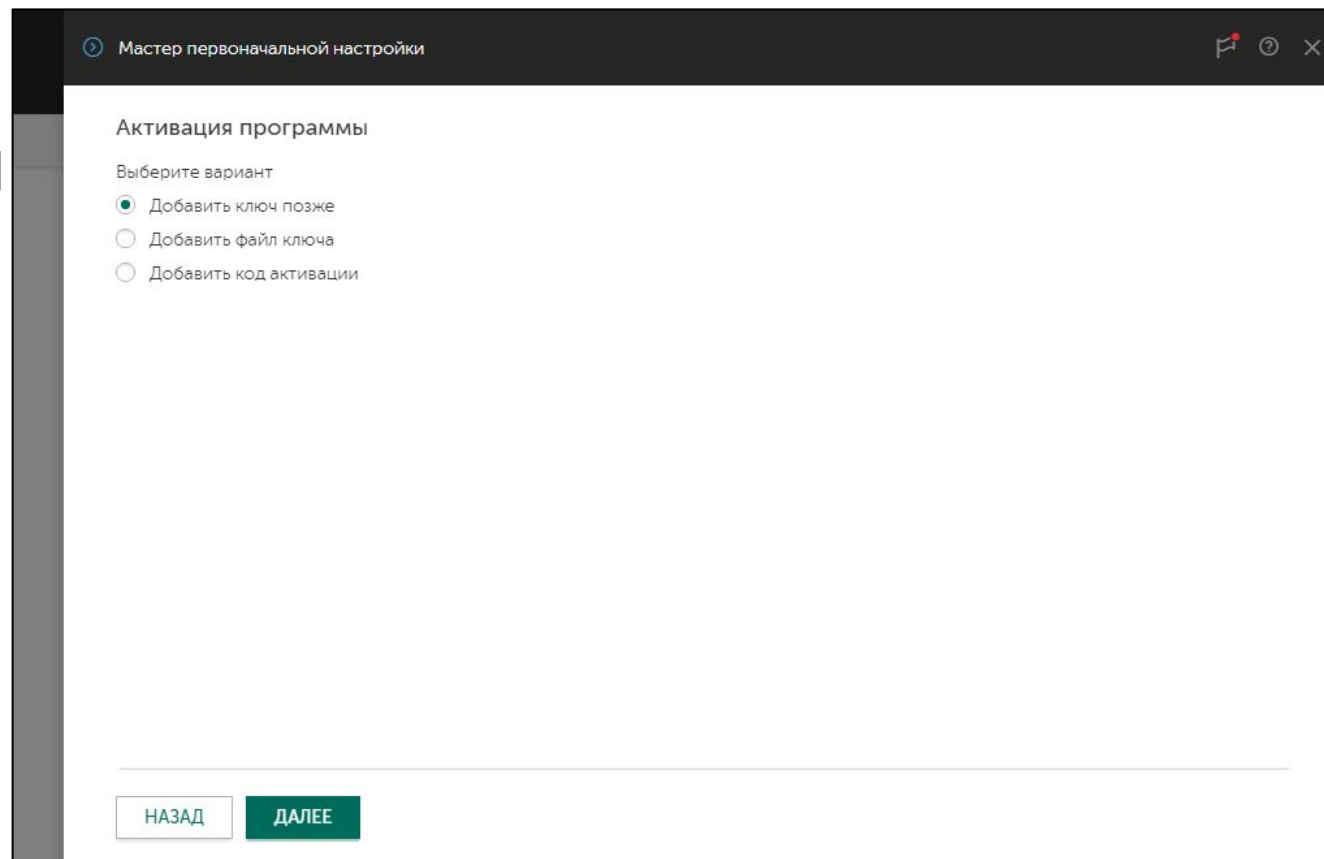 Мастер первоначальной настройки
Активация программы
Выберите вариант
Добавить ключ позже
Добавить файл ключа
Добавить код активации
НАЗАД
ДАЛЕЕ